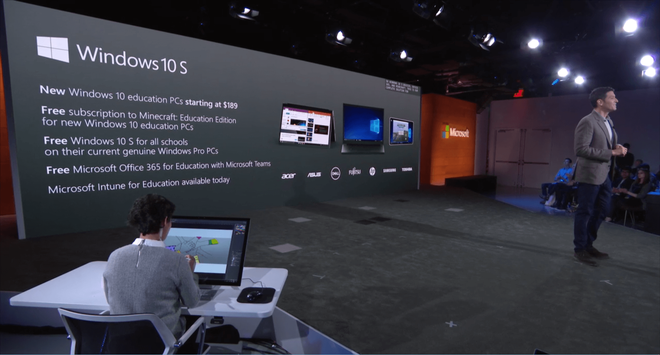 Windows 10 S
New Windows 10 education PCs starting at $189
Free subscription to Minecraft: Education Edition
for new Windows 10 education PCs
Free Windows 10 S for all schools
on their current genuine Windows Pro PCs
Free Microsoft Office 365 for Education with Microsoft Teams
Microsoft Intune for Education available today
acer ASUS DELL FUJITSU hp SAMSUNG TOSHIBA
Microsoft